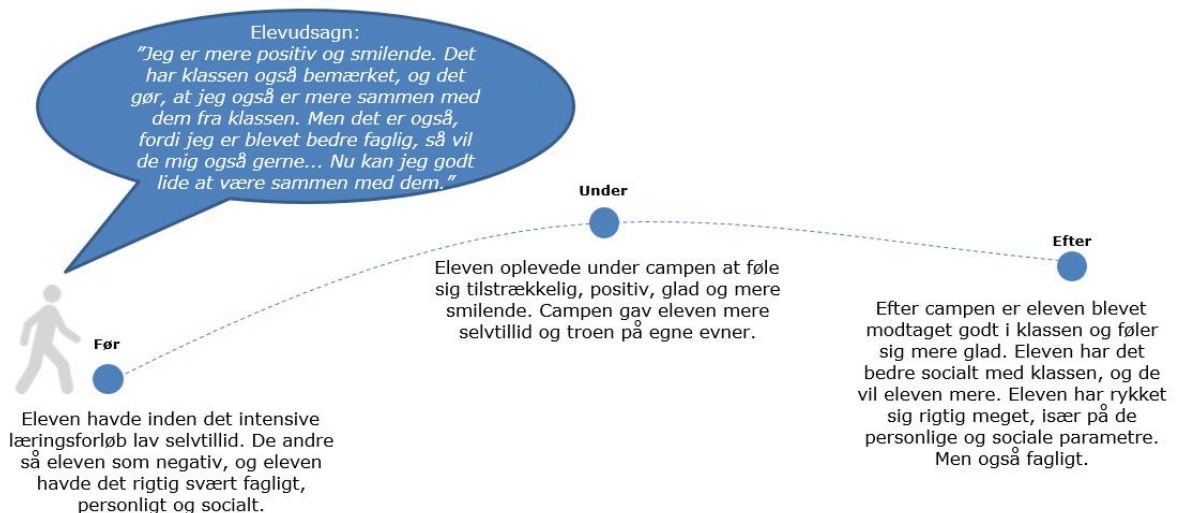 Elevudsagn:
"Jeg er mere positiv og smilende. Det
har klassen også bemærket, og det
gør, at jeg også er mere sammen med
dem fra klassen. Men det er også,
fordi jeg er blevet bedre faglig, så vil
de mig også gerne... Nu kan jeg godt
lide at være sammen med dem."
Før
Eleven havde inden det intensive
læringsforløb lav selvtillid. De andre
så eleven som negativ, og eleven
havde det rigtig svært fagligt,
personligt og socialt.
Under
Eleven oplevede under campen at føle
sig tilstrækkelig, positiv, glad og mere
smilende. Campen gav eleven mere
selvtillid og troen på egne evner.
Efter
Efter campen er eleven blevet
modtaget godt i klassen og føler
sig mere glad. Eleven har det
bedre socialt med klassen, og de
vil eleven mere. Eleven har rykket
sig rigtig meget, især på de
personlige og sociale parametre.
Men også fagligt.